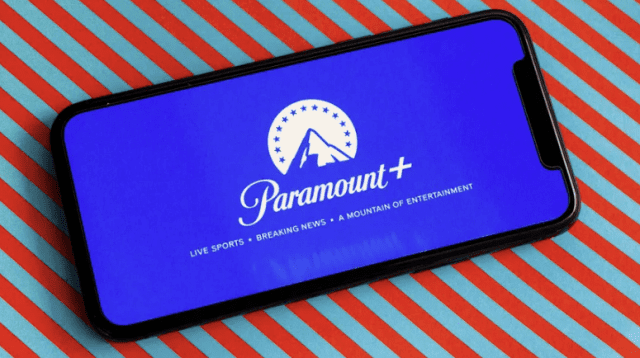 Paramount+
LIVE SPORTS • BREAKING NEWS • A MOUNTAIN OF ENTERTAINMENT